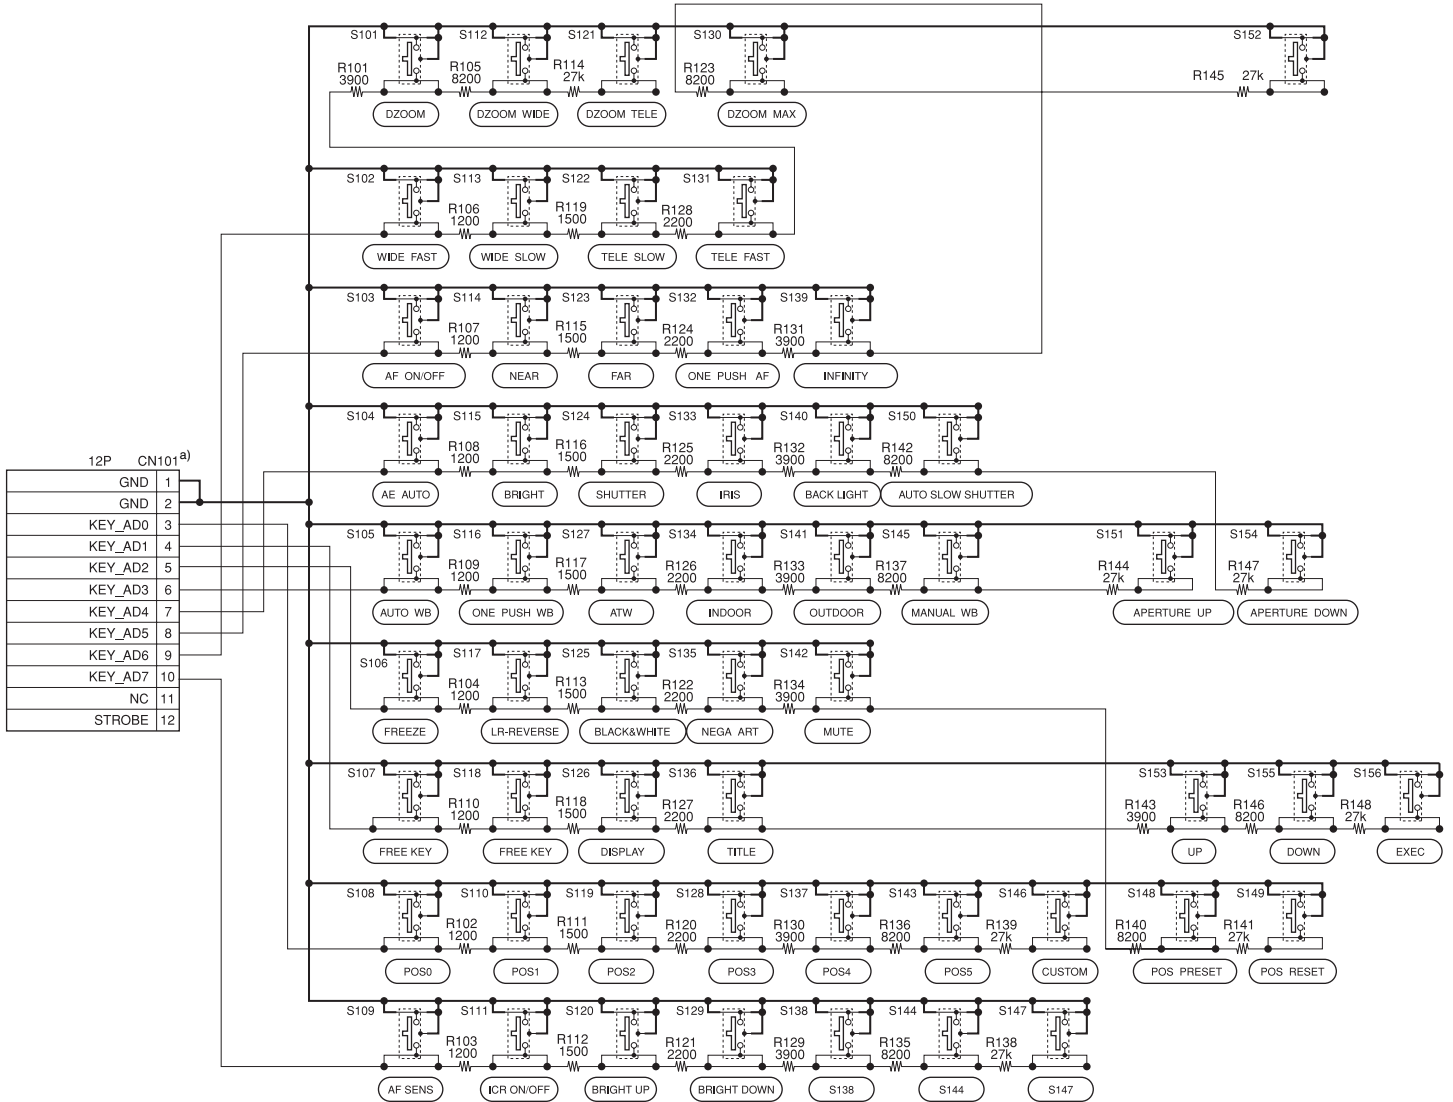 S101 S112 S121 S130 S152
R101 3900 R105 8200 R114 27k R123 8200 R145 27k
DZOOM DZOOM WIDE DZOOM TELE DZOOM MAX
S102 S113 S122 S131
R106 1200 R119 1500 R128 2200
WIDE FAST WIDE SLOW TELE SLOW TELE FAST
S103 S114 S123 S132 S139
R107 1200 R115 1500 R124 2200 R131 3900
AF ON/OFF NEAR FAR ONE PUSH AF INFINITY
S104 S115 S124 S133 S140 S150
R108 1200 R116 1500 R125 2200 R132 3900 R142 8200
AE AUTO BRIGHT SHUTTER IRIS BACK LIGHT AUTO SLOW SHUTTER
12P CN101a)
GND 1
GND 2
KEY_AD0 3
KEY_AD1 4
KEY_AD2 5
KEY_AD3 6
KEY_AD4 7
KEY_AD5 8
KEY_AD6 9
KEY_AD7 10
NC 11
STROBE 12
S105 S116 S127 S134 S141 S145 S151 S154
R109 1200 R117 1500 R126 2200 R133 3900 R137 8200 R144 27k R147 27k
AUTO WB ONE PUSH WB ATW INDOOR OUTDOOR MANUAL WB APERTURE UP APERTURE DOWN
S106 S117 S125 S135 S142
R104 1200 R113 1500 R122 2200 R134 3900
FREEZE LR-REVERSE BLACK&WHITE NEGA ART MUTE
S107 S118 S126 S136 S153 S155 S156
R110 1200 R118 1500 R127 2200 R143 3900 R146 8200 R148 27k
FREE KEY FREE KEY DISPLAY TITLE UP DOWN EXEC
S108 S110 S119 S128 S137 S143 S146 S148 S149
R102 1200 R111 1500 R120 2200 R130 3900 R136 8200 R139 27k R140 8200 R141 27k
POS0 POS1 POS2 POS3 POS4 POS5 CUSTOM POS PRESET POS RESET
S109 S111 S120 S129 S138 S144 S147
R103 1200 R112 1500 R121 2200 R129 3900 R135 8200 R138 27k
AF SENS ICR ON/OFF BRIGHT UP BRIGHT DOWN S138 S144 S147